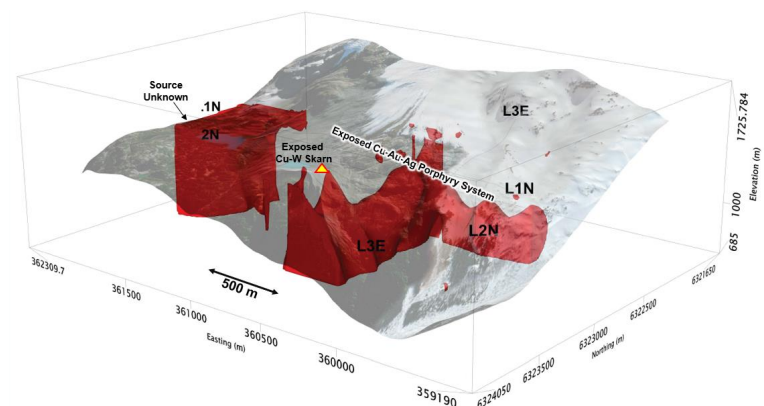 Source
Unknown
.1N
2N
Exposed
Cu-W Skarn
Exposed Cu-Au-Ag Porphyry System
L3E
L1N
L2N
L3E
500 m
1725.784
1000
685
Elevation (m)
362309.7
361500
361000
360500
360000
359190
Easting (m)
6321650
6322500
6323000
6323500
6324050
Northing (m)